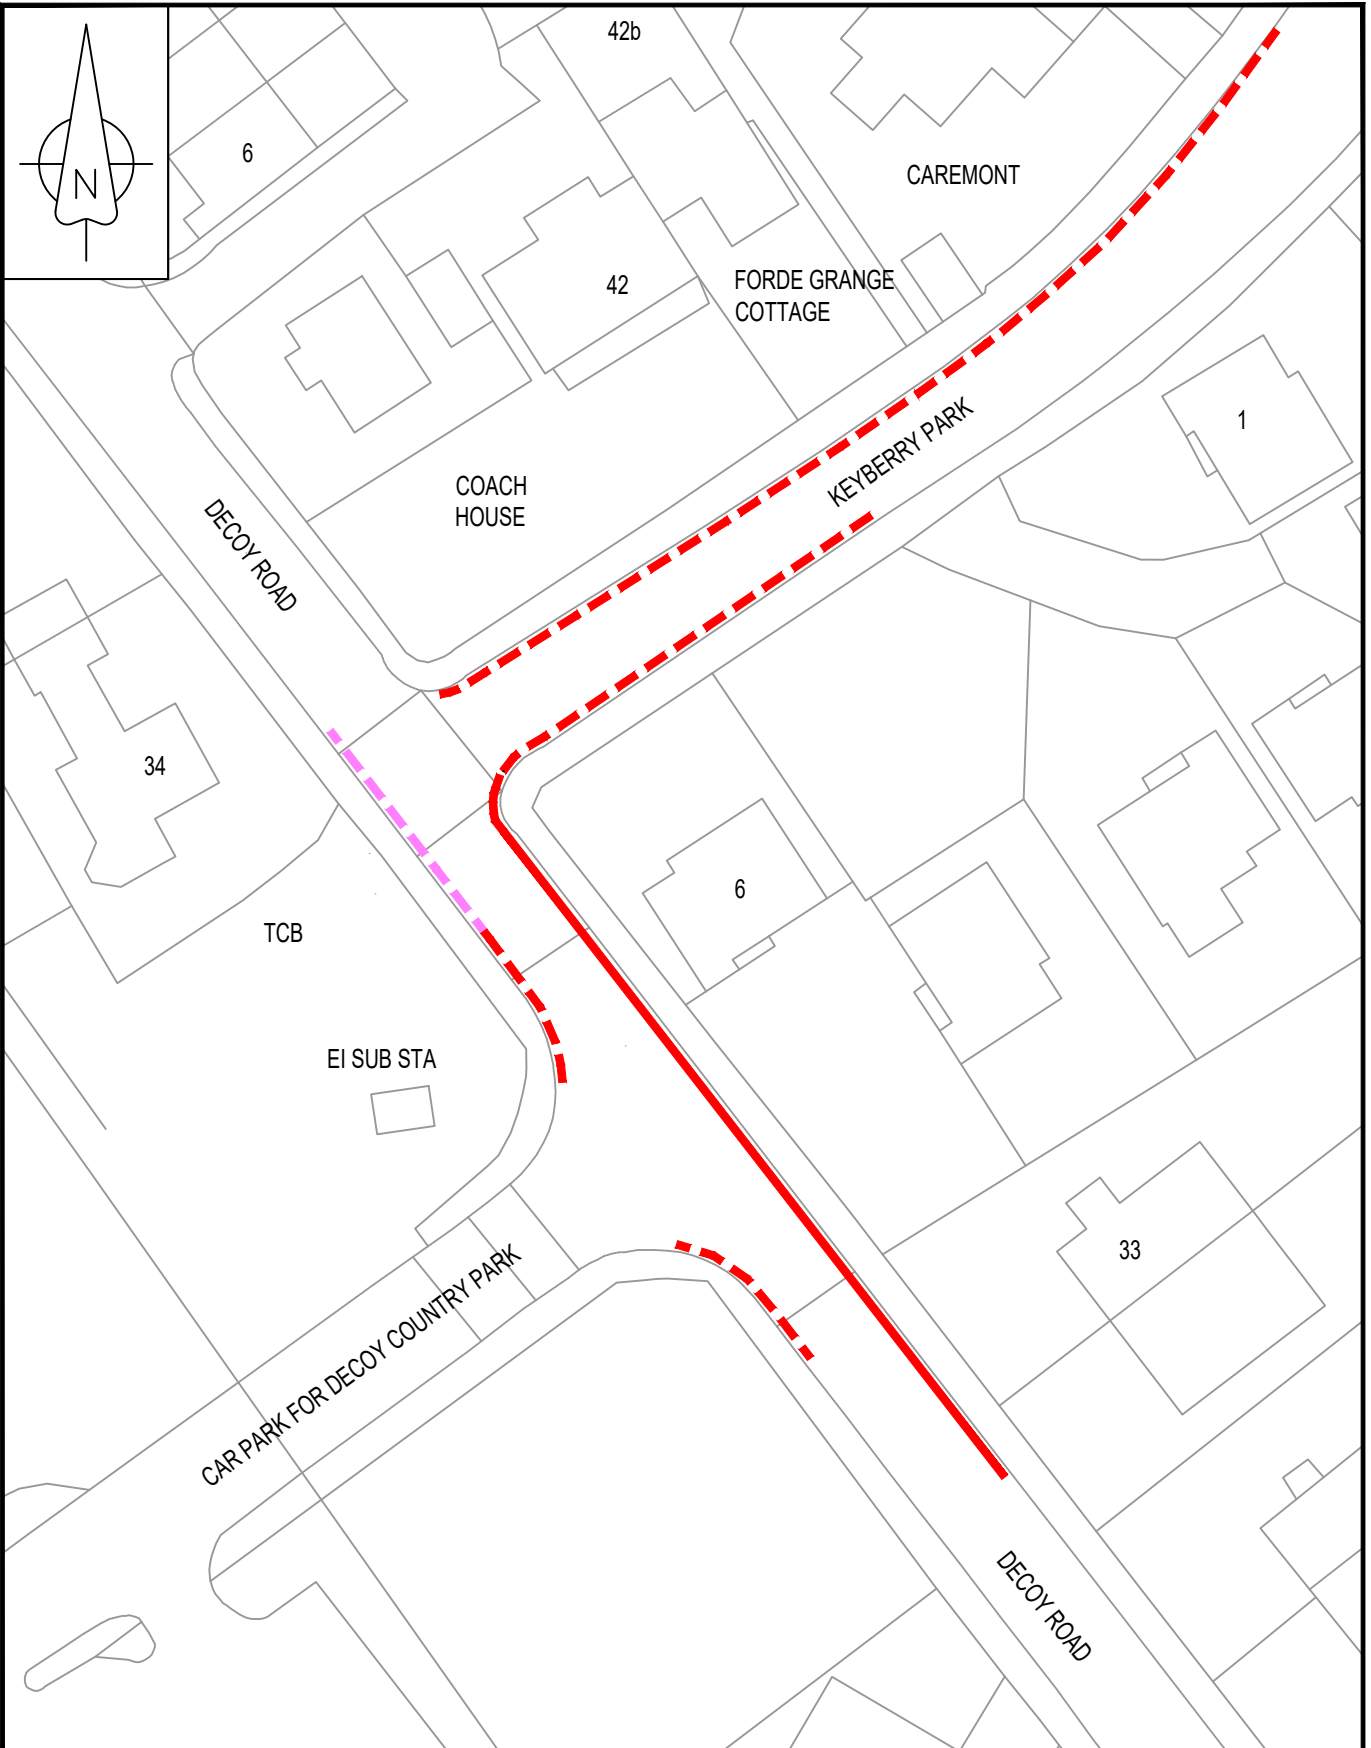 42b
6
N
CAREMONT
42
FORDE GRANGE
COTTAGE
1
KEYBERRY PARK
COACH
HOUSE
DECOY ROAD
34
6
TCB
EI SUB STA
33
CAR PARK FOR DECOY COUNTRY PARK
DECOY ROAD